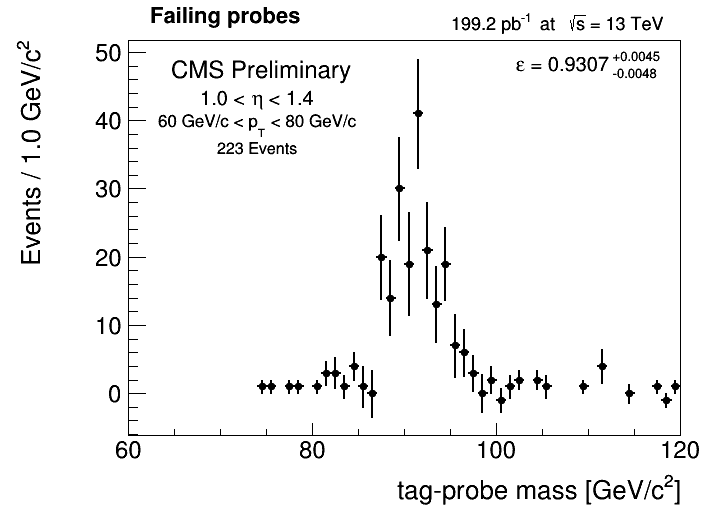 Failing probes
199.2 pb⁻¹ at √s = 13 TeV
CMS Preliminary
ε = 0.9307 +0.0045 -0.0048
1.0 < η < 1.4
60 GeV/c < p_T < 80 GeV/c
223 Events
Events / 1.0 GeV/c²
50
40
30
20
10
0
60 80 100 120
tag-probe mass [GeV/c²]